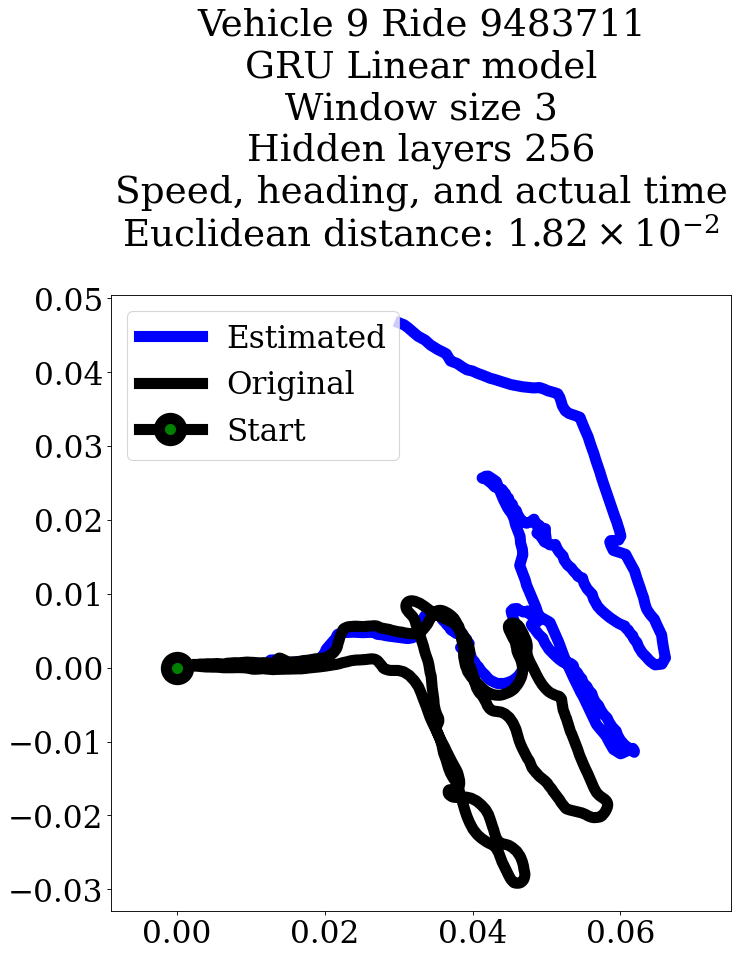 Vehicle 9 Ride 9483711
GRU Linear model
Window size 3
Hidden layers 256
Speed, heading, and actual time
Euclidean distance: 1.82 × 10⁻²
0.05
0.04
0.03
0.02
0.01
0.00
−0.01
−0.02
−0.03
Estimated
Original
Start
0.00 0.02 0.04 0.06